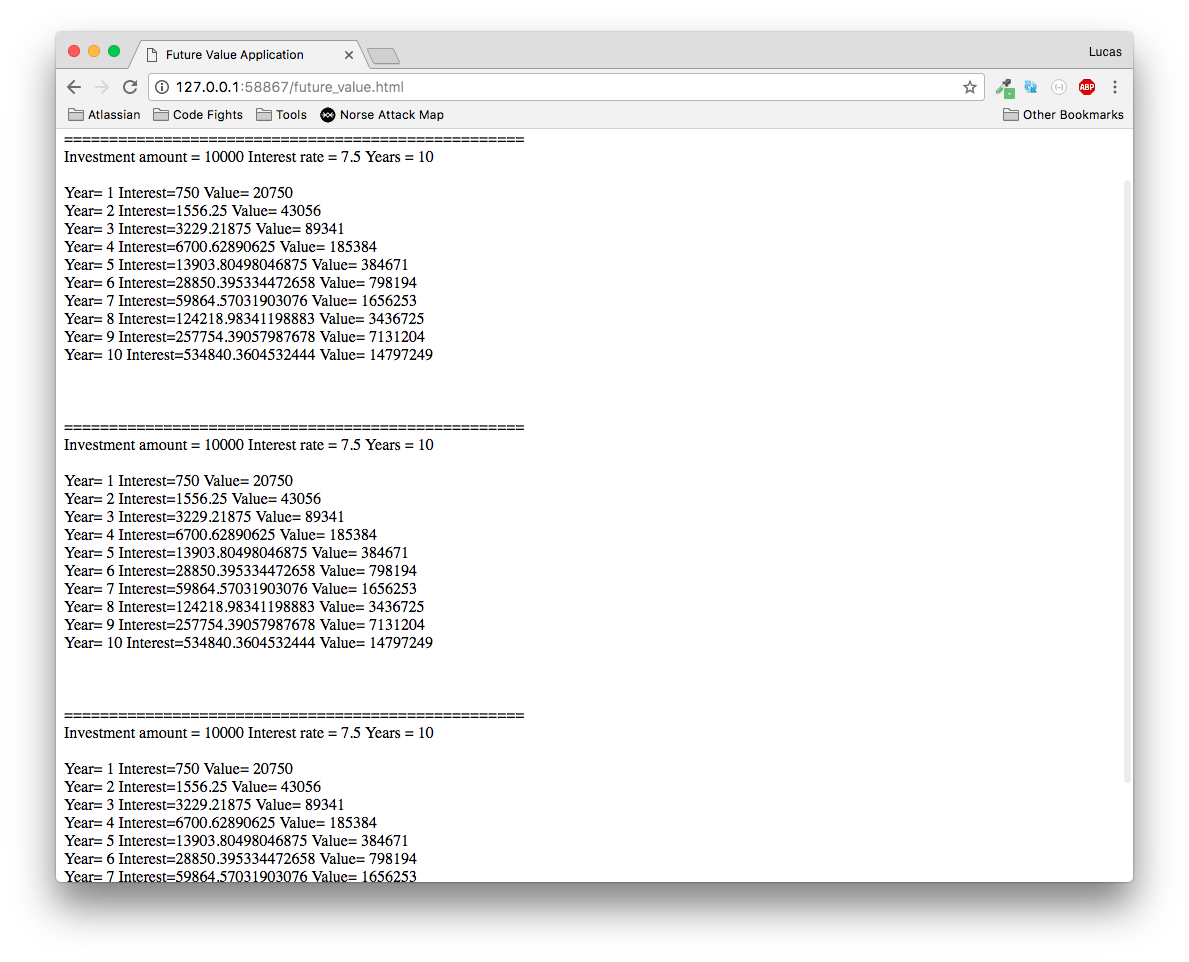 Future Value Application
Lucas
127.0.0.1:58867/future_value.html
ABP
Atlassian Code Fights Tools Norse Attack Map Other Bookmarks
===================================================
Investment amount = 10000 Interest rate = 7.5 Years = 10
Year= 1 Interest=750 Value= 20750
Year= 2 Interest=1556.25 Value= 43056
Year= 3 Interest=3229.21875 Value= 89341
Year= 4 Interest=6700.62890625 Value= 185384
Year= 5 Interest=13903.80498046875 Value= 384671
Year= 6 Interest=28850.395334472658 Value= 798194
Year= 7 Interest=59864.57031903076 Value= 1656253
Year= 8 Interest=124218.98341198883 Value= 3436725
Year= 9 Interest=257754.39057987678 Value= 7131204
Year= 10 Interest=534840.3604532444 Value= 14797249
===================================================
Investment amount = 10000 Interest rate = 7.5 Years = 10
Year= 1 Interest=750 Value= 20750
Year= 2 Interest=1556.25 Value= 43056
Year= 3 Interest=3229.21875 Value= 89341
Year= 4 Interest=6700.62890625 Value= 185384
Year= 5 Interest=13903.80498046875 Value= 384671
Year= 6 Interest=28850.395334472658 Value= 798194
Year= 7 Interest=59864.57031903076 Value= 1656253
Year= 8 Interest=124218.98341198883 Value= 3436725
Year= 9 Interest=257754.39057987678 Value= 7131204
Year= 10 Interest=534840.3604532444 Value= 14797249
===================================================
Investment amount = 10000 Interest rate = 7.5 Years = 10
Year= 1 Interest=750 Value= 20750
Year= 2 Interest=1556.25 Value= 43056
Year= 3 Interest=3229.21875 Value= 89341
Year= 4 Interest=6700.62890625 Value= 185384
Year= 5 Interest=13903.80498046875 Value= 384671
Year= 6 Interest=28850.395334472658 Value= 798194
Year= 7 Interest=59864.57031903076 Value= 1656253